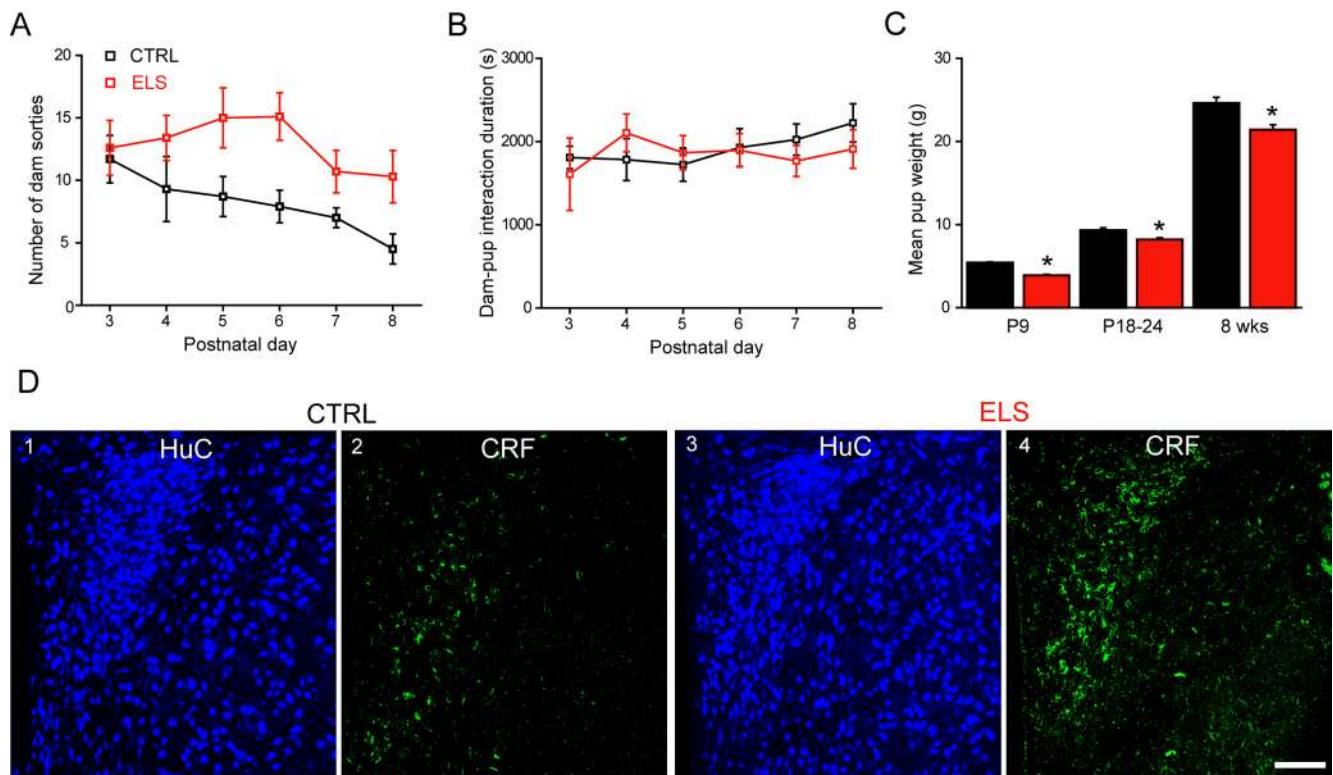 A
Number of dam sorties
20
15
10
5
0
CTRL
ELS
3 4 5 6 7 8
Postnatal day
B
Dam-pup interaction duration (s)
3000
2000
1000
0
3 4 5 6 7 8
Postnatal day
C
Mean pup weight (g)
30
20
10
0
* * *
P9 P18-24 8 wks
D
CTRL ELS
1 HuC 2 CRF 3 HuC 4 CRF